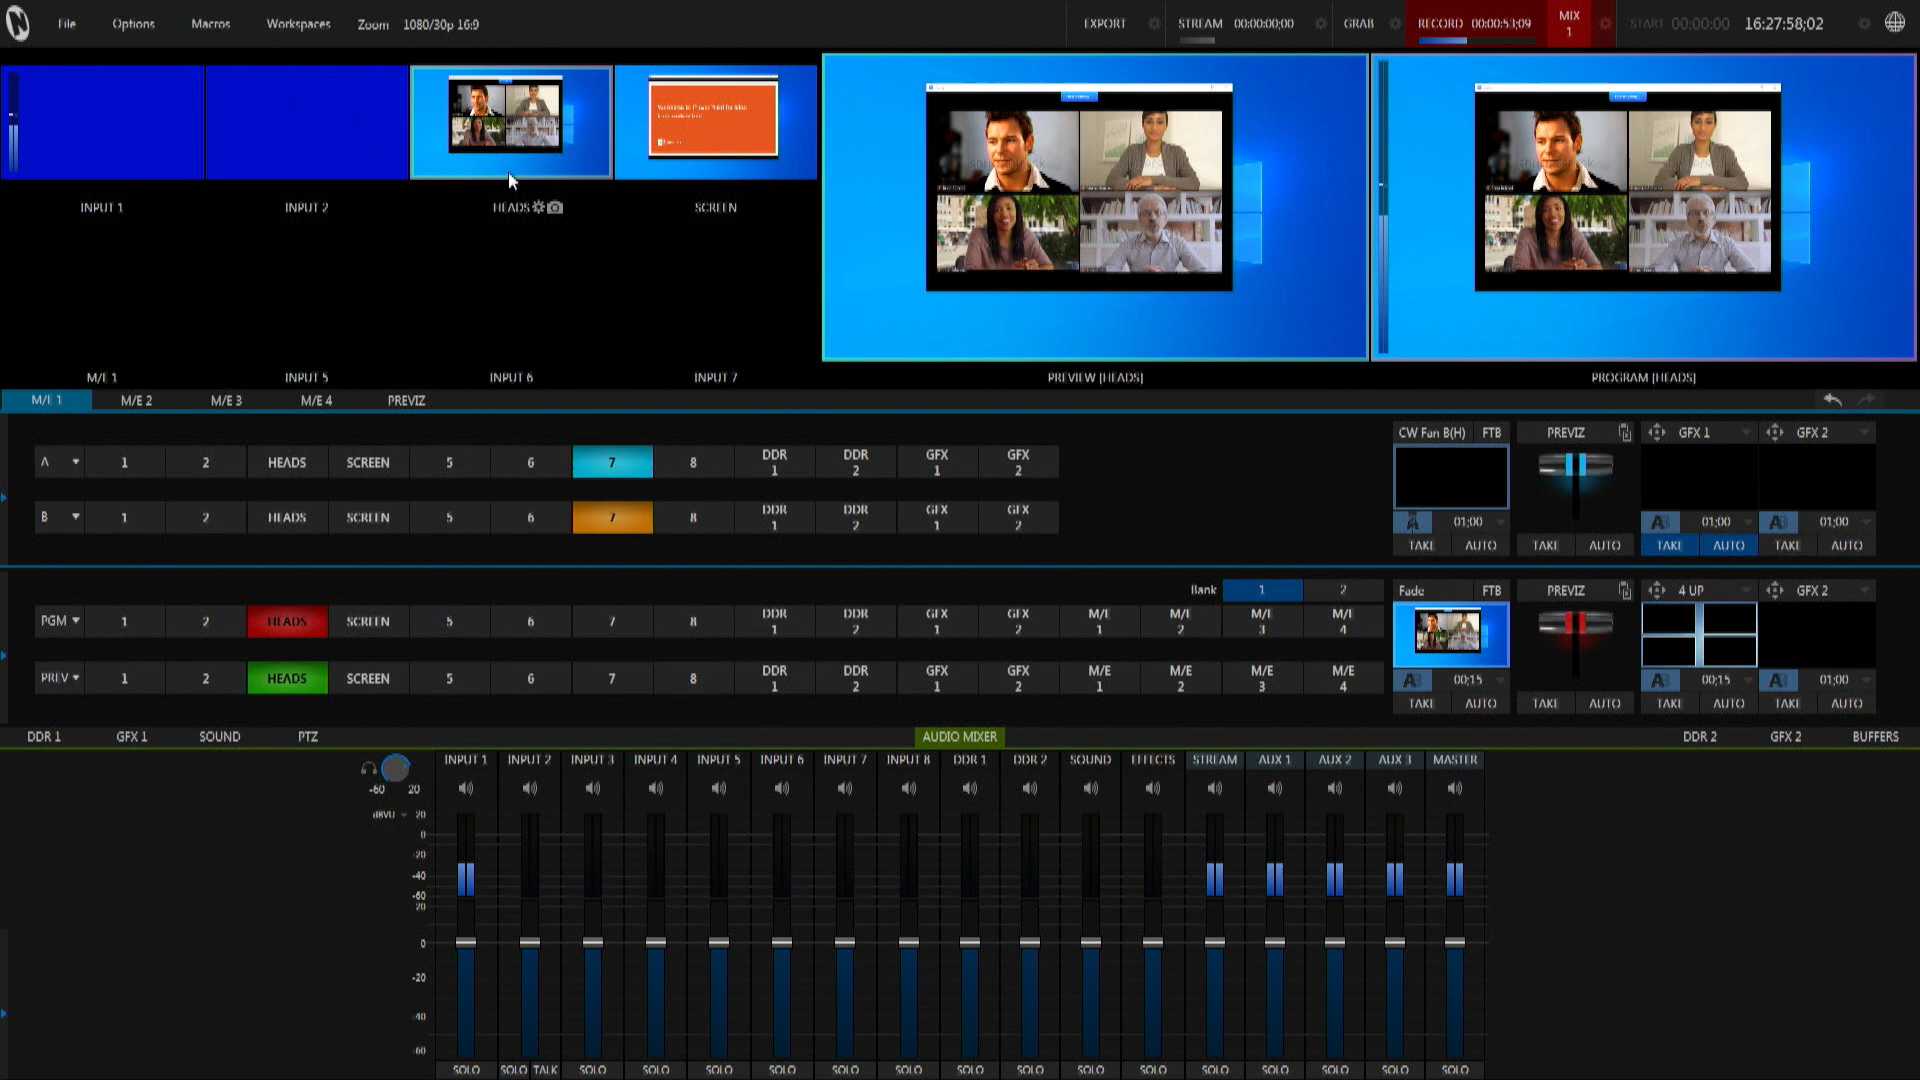 File Options Macros Workspaces Zoom 1080/30p 16:9 EXPORT STREAM 00:00:00;00 GRAB RECORD 00:00:53;09 MIX 1 START 00:00:00 16:27:58;02
INPUT 1 INPUT 2 HEADS SCREEN
M/E 1 INPUT 5 INPUT 6 INPUT 7 PREVIEW [HEADS] PROGRAM [HEADS]
M/E 1 M/E 2 M/E 3 M/E 4 PREVIZ
CW Fan B(H) FTB PREVIZ GFX 1 GFX 2
A 1 2 HEADS SCREEN 5 6 7 8 DDR 1 DDR 2 GFX 1 GFX 2
B 1 2 HEADS SCREEN 5 6 7 8 DDR 1 DDR 2 GFX 1 GFX 2
01;00 01;00 01;00
TAKE AUTO TAKE AUTO TAKE AUTO TAKE AUTO
Bank 1 2 Fade FTB PREVIZ 4 UP GFX 2
PGM 1 2 HEADS SCREEN 5 6 7 8 DDR 1 DDR 2 GFX 1 GFX 2 M/E 1 M/E 2 M/E 3 M/E 4
PREV 1 2 HEADS SCREEN 5 6 7 8 DDR 1 DDR 2 GFX 1 GFX 2 M/E 1 M/E 2 M/E 3 M/E 4
00;15 00;15 01;00
TAKE AUTO TAKE AUTO TAKE AUTO TAKE AUTO
DDR 1 GFX 1 SOUND PTZ AUDIO MIXER DDR 2 GFX 2 BUFFERS
INPUT 1 INPUT 2 INPUT 3 INPUT 4 INPUT 5 INPUT 6 INPUT 7 INPUT 8 DDR 1 DDR 2 SOUND EFFECTS STREAM AUX 1 AUX 2 AUX 3 MASTER
-60 20
dBVU 20
0
-20
-40
-60
20
0
-20
-40
-60
SOLO SOLO TALK SOLO SOLO SOLO SOLO SOLO SOLO SOLO SOLO SOLO SOLO SOLO SOLO SOLO SOLO SOLO